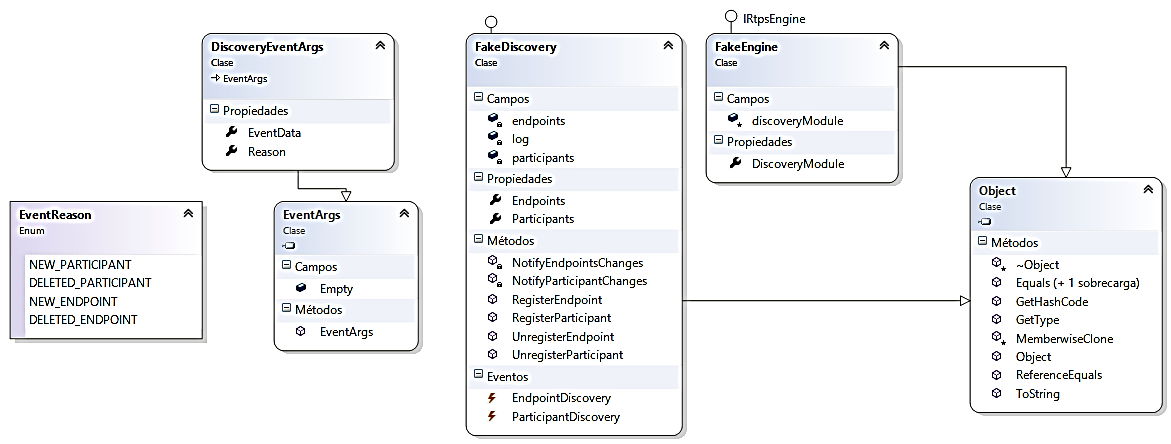 DiscoveryEventArgs
Clase
EventArgs
Propiedades
EventData
Reason
EventReason
Enum
NEW_PARTICIPANT
DELETED_PARTICIPANT
NEW_ENDPOINT
DELETED_ENDPOINT
EventArgs
Clase
Campos
Empty
Métodos
EventArgs
FakeDiscovery
Clase
Campos
endpoints
log
participants
Propiedades
Endpoints
Participants
Métodos
NotifyEndpointsChanges
NotifyParticipantChanges
RegisterEndpoint
RegisterParticipant
UnregisterEndpoint
UnregisterParticipant
Eventos
EndpointDiscovery
ParticipantDiscovery
IRtpsEngine
FakeEngine
Clase
Campos
discoveryModule
Propiedades
DiscoveryModule
Object
Clase
Métodos
~Object
Equals (+ 1 sobrecarga)
GetHashCode
GetType
MemberwiseClone
Object
ReferenceEquals
ToString